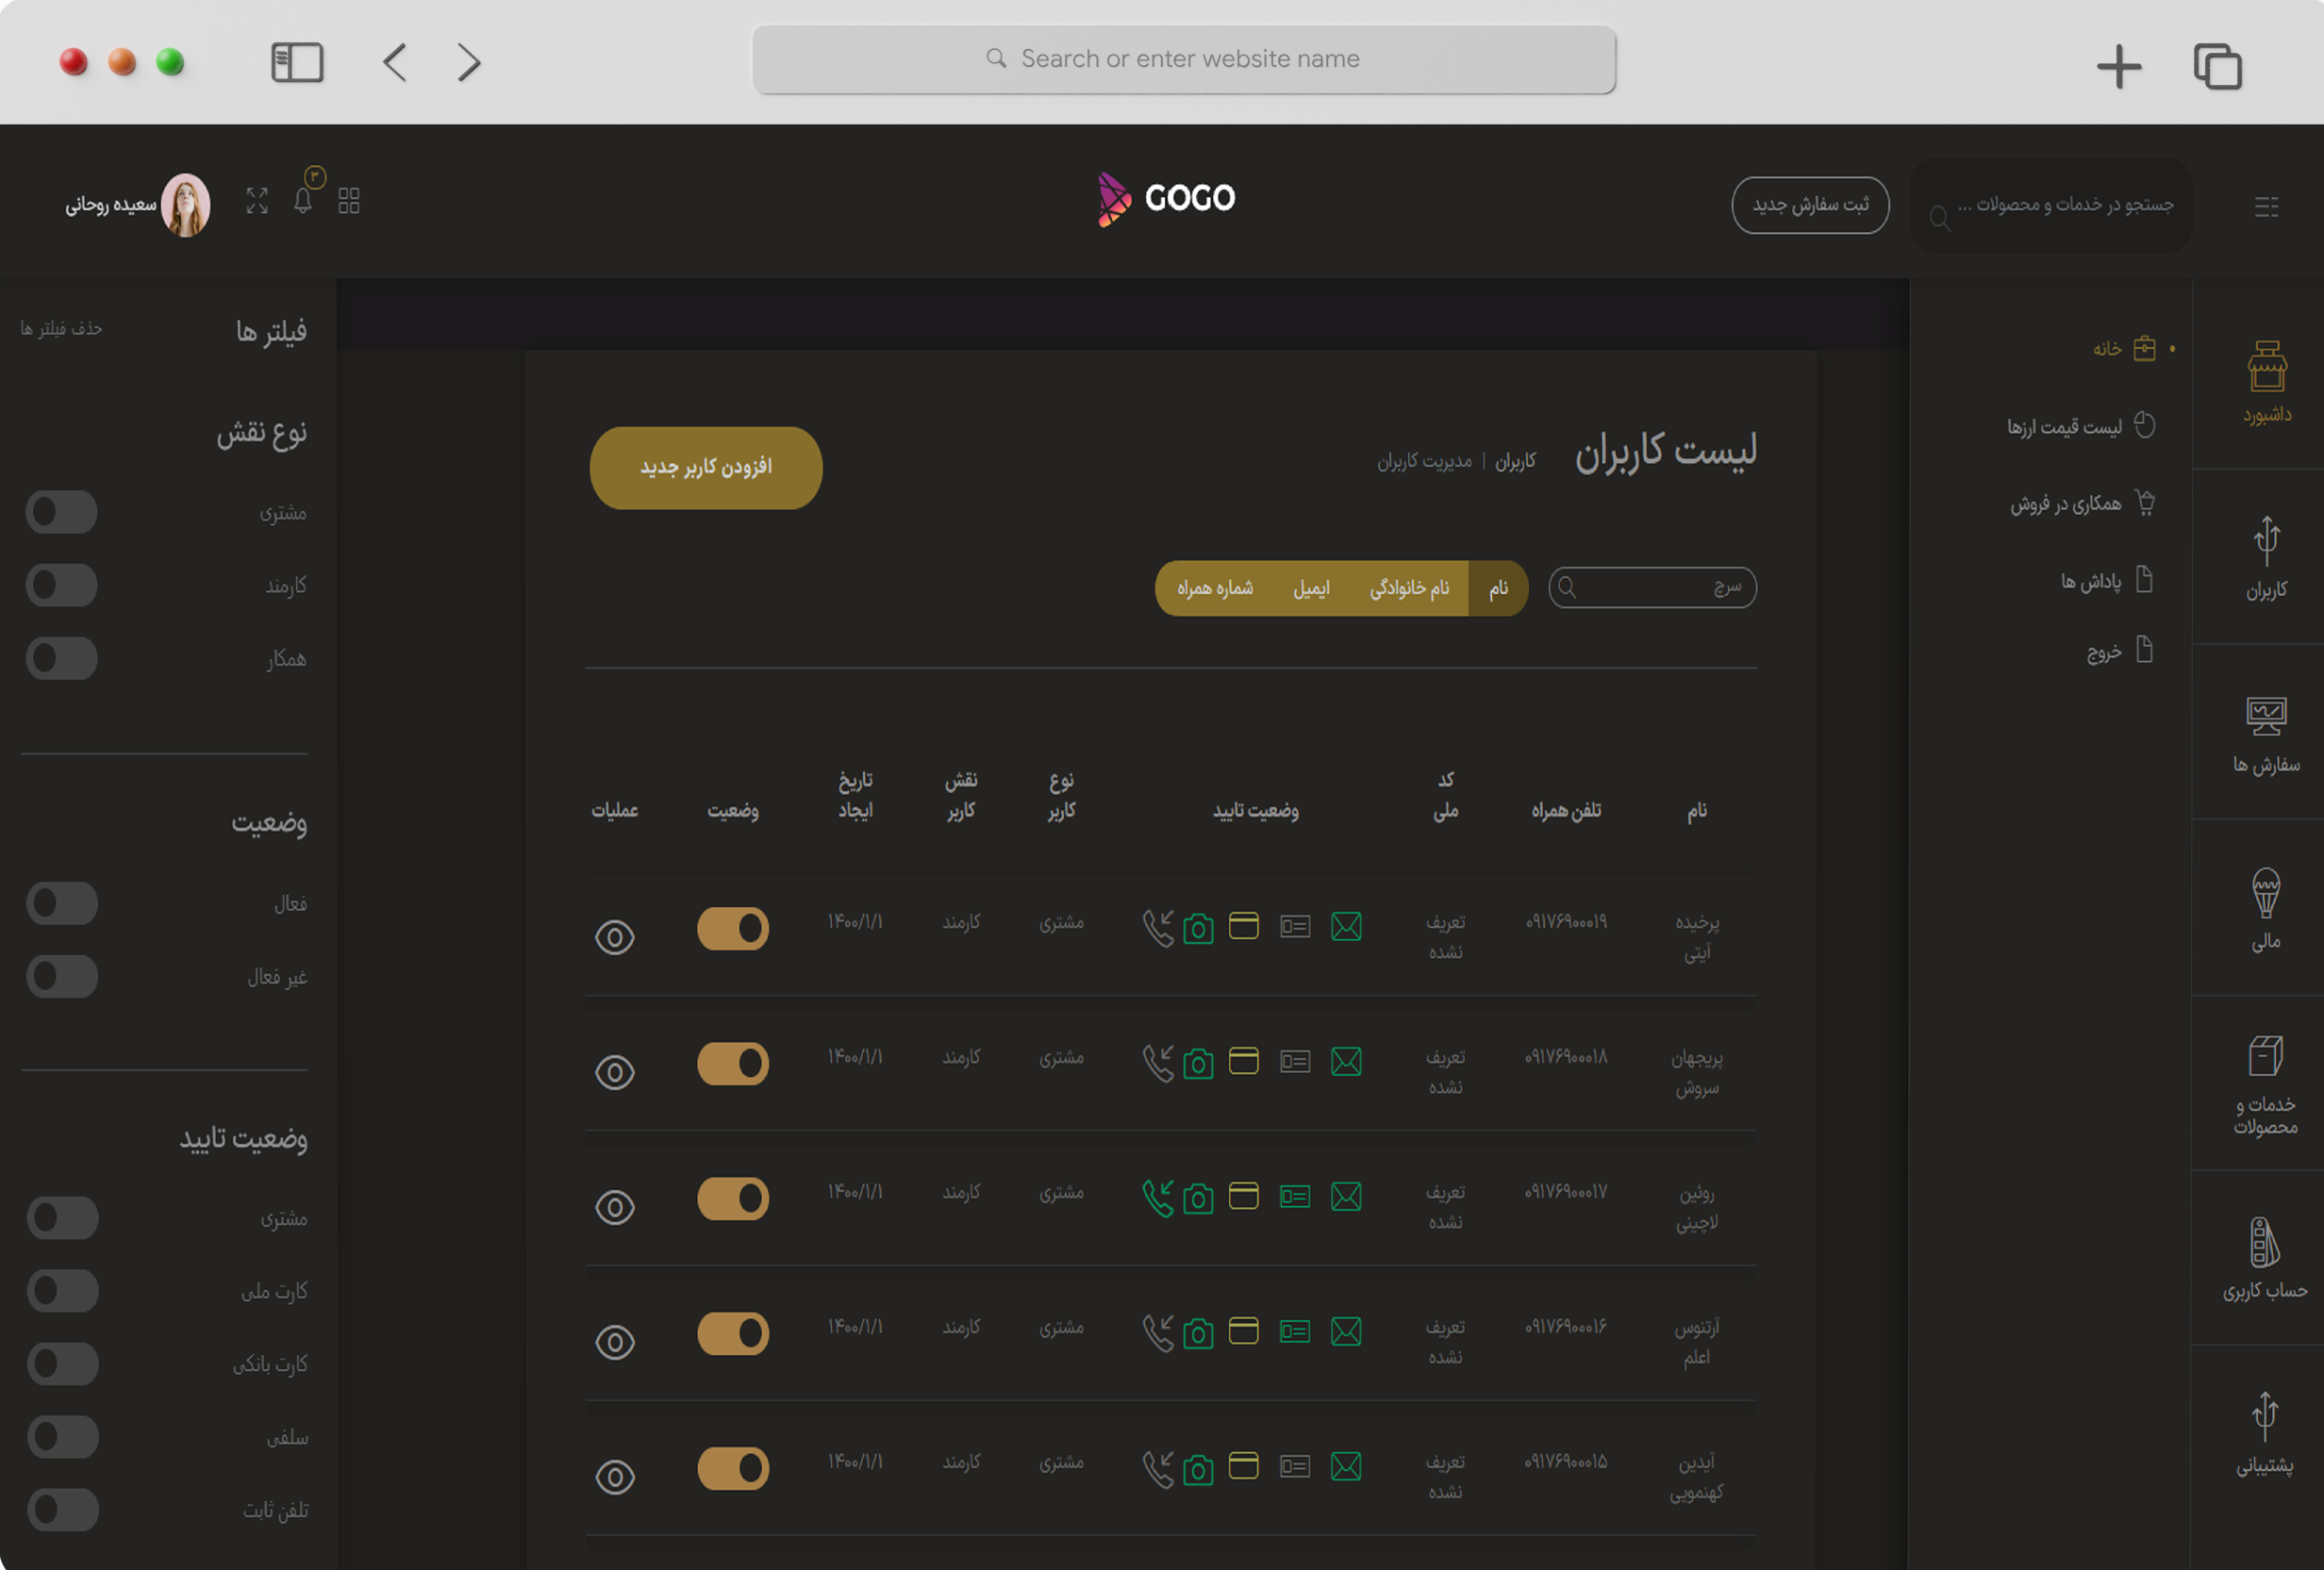 Search or enter website name
جستجو در خدمات و محصولات ...
ثبت سفارش جدید
GOGO
۳
سعیده روحانی
داشبورد
کاربران
سفارش ها
مالی
خدمات و
محصولات
حساب کاربری
پشتیبانی
خانه
لیست قیمت ارزها
همکاری در فروش
پاداش ها
خروج
لیست کاربران
کاربران | مدیریت کاربران
افزودن کاربر جدید
سرچ
نام نام خانوادگی ایمیل شماره همراه
نام تلفن همراه کد ملی وضعیت تایید نوع کاربر نقش کاربر تاریخ ایجاد وضعیت عملیات
پرخیده آیتی ۰۹۱۷۶۹۰۰۰۱۹ تعریف نشده مشتری کارمند ۱۴۰۰/۱/۱
پریجهان سروش ۰۹۱۷۶۹۰۰۰۱۸ تعریف نشده مشتری کارمند ۱۴۰۰/۱/۱
روئین لاچینی ۰۹۱۷۶۹۰۰۰۱۷ تعریف نشده مشتری کارمند ۱۴۰۰/۱/۱
آرتنوس اعلم ۰۹۱۷۶۹۰۰۰۱۶ تعریف نشده مشتری کارمند ۱۴۰۰/۱/۱
آیدین کهنمویی ۰۹۱۷۶۹۰۰۰۱۵ تعریف نشده مشتری کارمند ۱۴۰۰/۱/۱
فیلتر ها
حذف فیلتر ها
نوع نقش
مشتری
کارمند
همکار
وضعیت
فعال
غیر فعال
وضعیت تایید
مشتری
کارت ملی
کارت بانکی
سلفی
تلفن ثابت